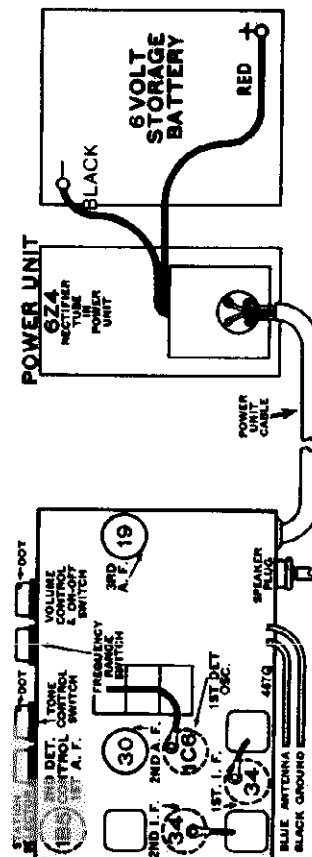 DOT
DOT
TONE
CONTROL
SWITCH
VOLUME
CONTROL
& ON-OFF
SWITCH
2ND DET.
1ST A.F.
FREQUENCY
RANGE
SWITCH
30
2ND A.F.
19
3RD
A.F.
2ND I.F.
34
1C6
1ST DET
OSC.
1ST. I.F.
34
467Q
BLUE ANTENNA
BLACK GROUND
SPEAKER
PLUG
POWER
UNIT
CABLE
POWER UNIT
6Z4
RECTIFIER
TUBE
IN
POWER
UNIT
BLACK
−
6 VOLT
STORAGE
BATTERY
RED
+